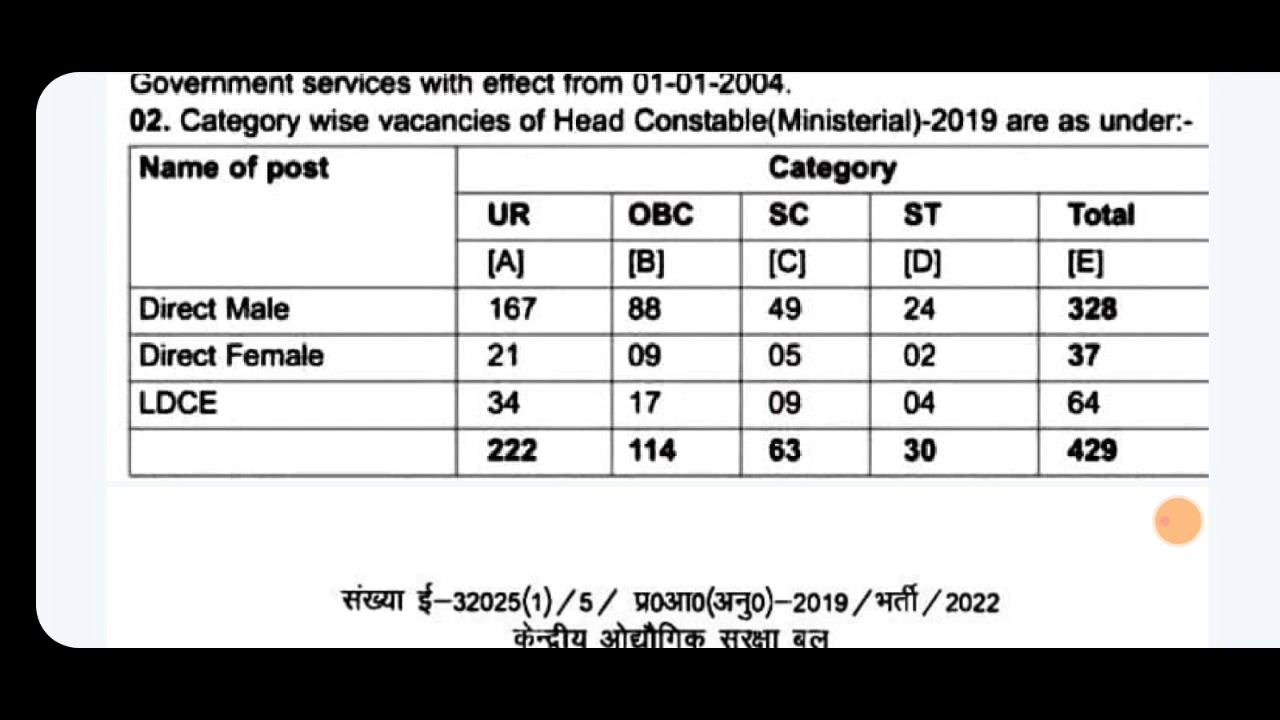 Government services with effect from 01-01-2004.
02. Category wise vacancies of Head Constable(Ministerial)-2019 are as under:-
Name of post Category
UR OBC SC ST Total
[A] [B] [C] [D] [E]
Direct Male 167 88 49 24 328
Direct Female 21 09 05 02 37
LDCE 34 17 09 04 64
222 114 63 30 429
संख्या ई–32025(1)/5/ प्र0आ0(अनु0)–2019/भर्ती/2022
केन्द्रीय ओद्यौगिक सुरक्षा बल